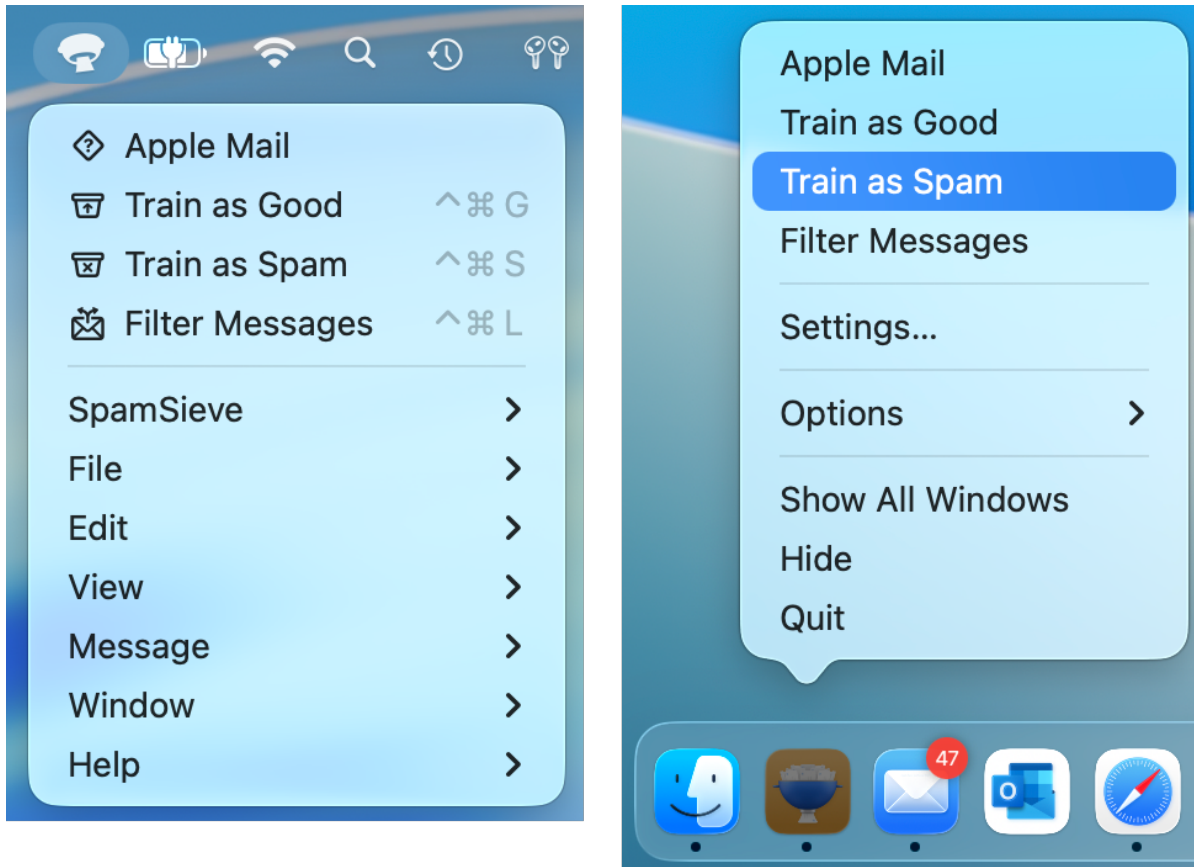 Apple Mail
Train as Good ⌃⌘G
Train as Spam ⌃⌘S
Filter Messages ⌃⌘L
SpamSieve
File
Edit
View
Message
Window
Help
Apple Mail
Train as Good
Train as Spam
Filter Messages
Settings...
Options
Show All Windows
Hide
Quit
47
O